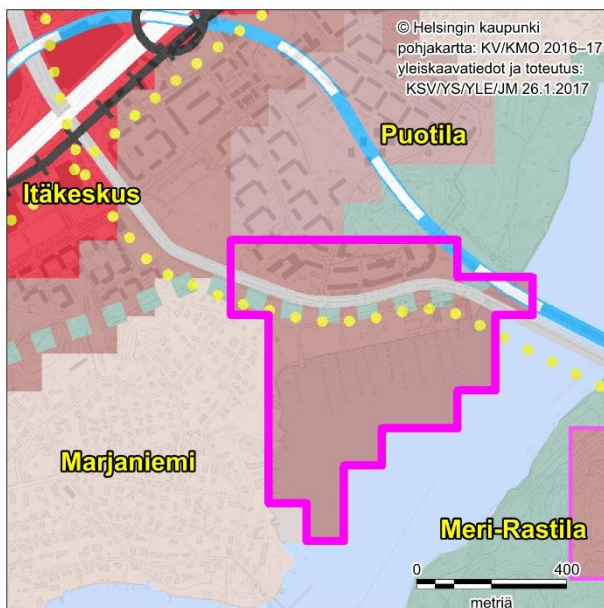 © Helsingin kaupunki
pohjakartta: KV/KMO 2016–17
yleiskaavatiedot ja toteutus:
KSV/YS/YLE/JM 26.1.2017
Puotila
Itäkeskus
Marjaniemi
Meri-Rastila
0 400
metriä